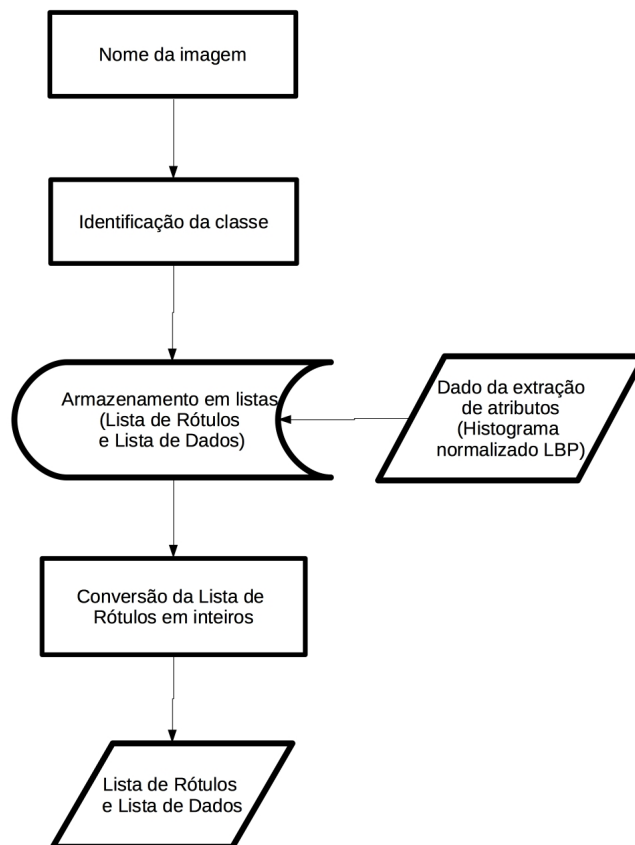 Nome da imagem
Identificação da classe
Armazenamento em listas
(Lista de Rótulos
e Lista de Dados)
Dado da extração
de atributos
(Histograma
normalizado LBP)
Conversão da Lista de
Rótulos em inteiros
Lista de Rótulos
e Lista de Dados